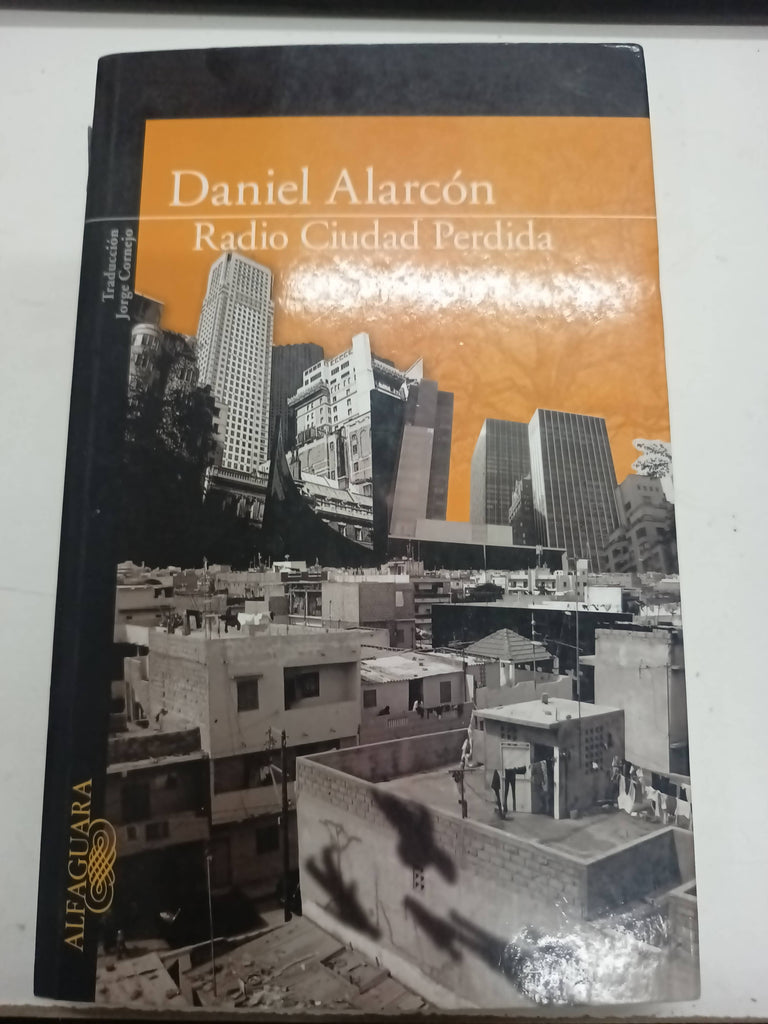 Daniel Alarcón
Radio Ciudad Perdida
Traducción
Jorge Cornejo
ALFAGUARA